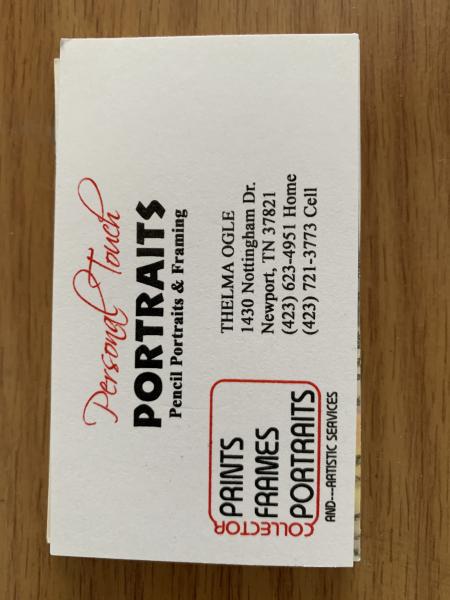 Personal Touch
PORTRAITS
Pencil Portraits & Framing
THELMA OGLE
1430 Nottingham Dr.
Newport, TN 37821
(423) 623-4951 Home
(423) 721-3773 Cell
COLLECTOR
PRINTS
FRAMES
PORTRAITS
AND---ARTISTIC SERVICES